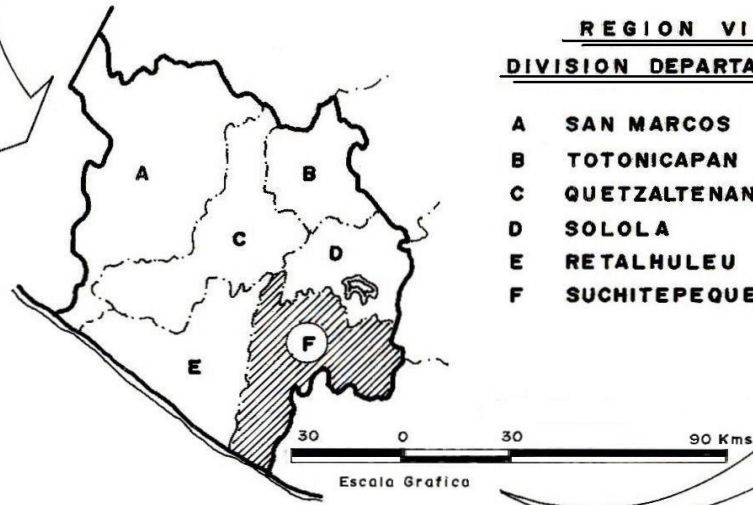 REGION VI
DIVISION DEPARTA
A SAN MARCOS
B TOTONICAPAN
C QUETZALTENAN
D SOLOLA
E RETALHULEU
F SUCHITEPEQUE
A
B
C
D
F
E
30 0 30 90 Kms
Escala Grafica